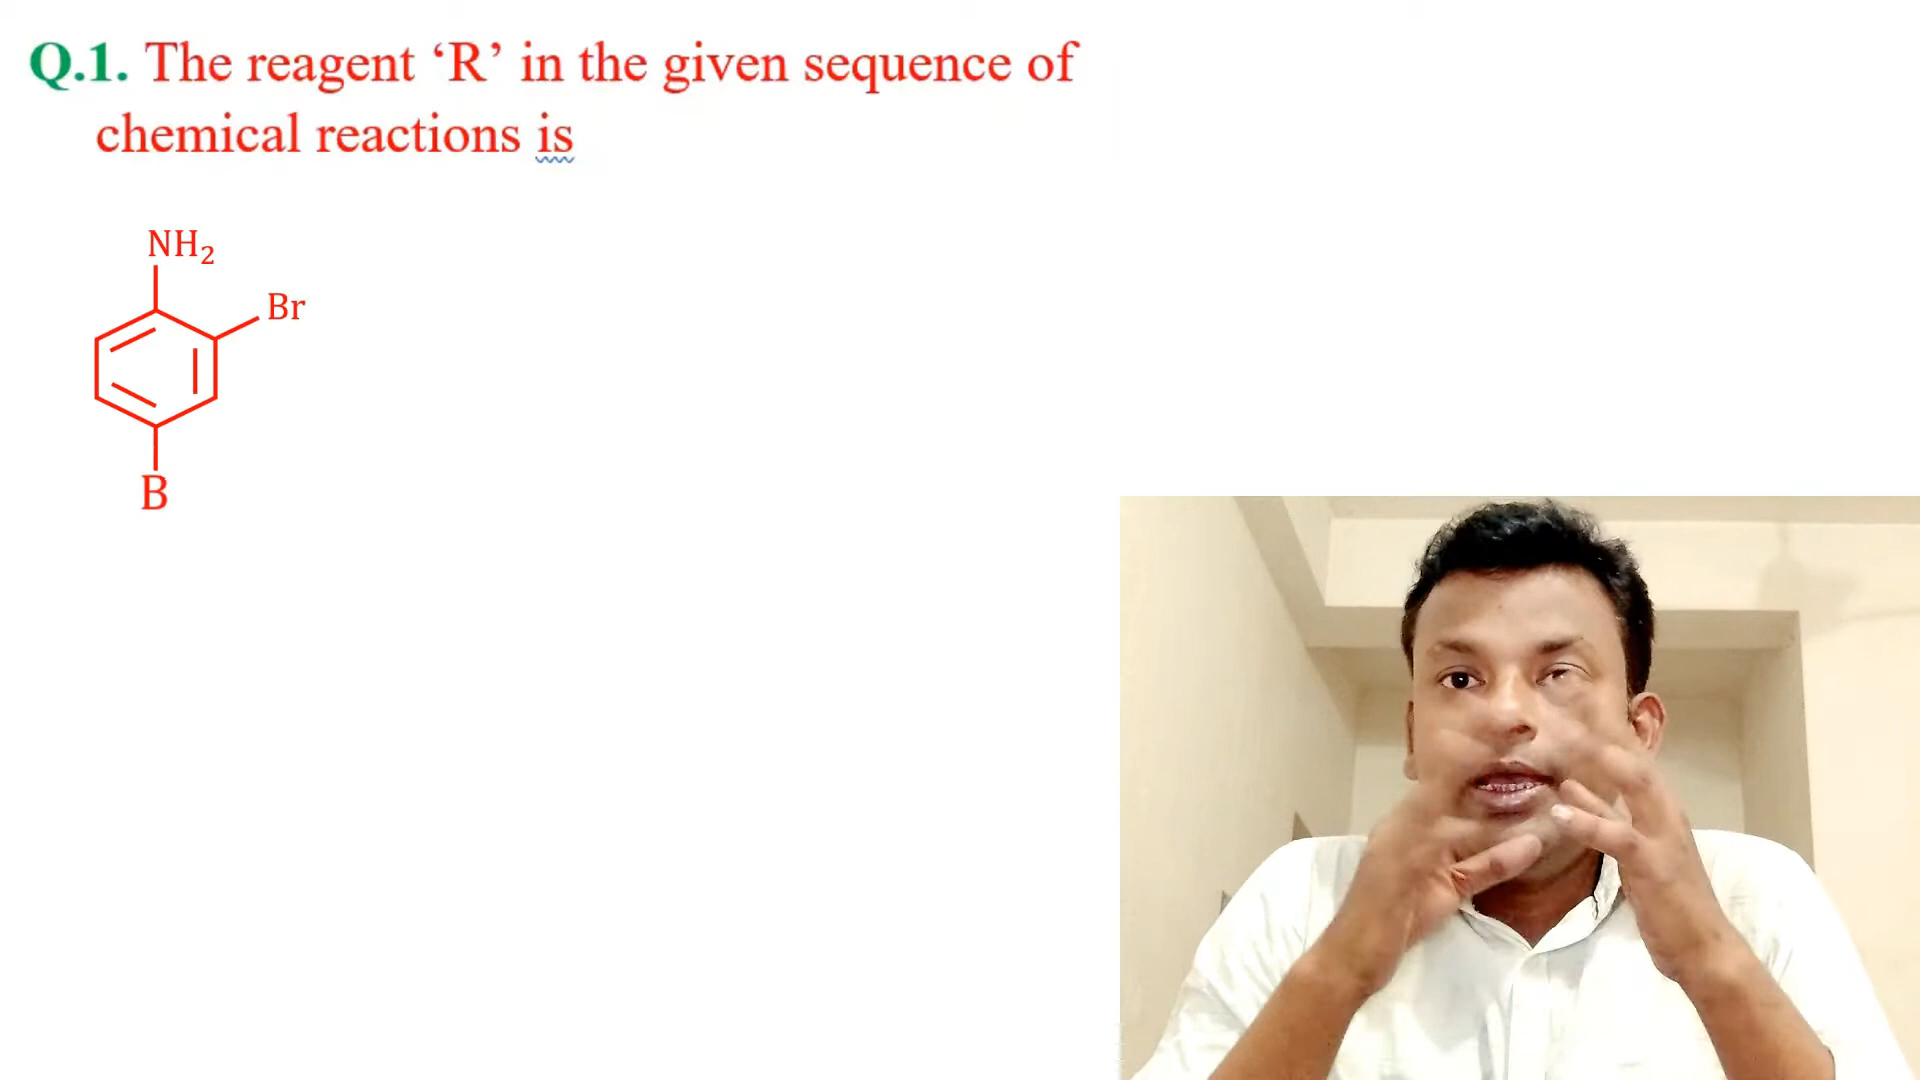 Q.1. The reagent ‘R’ in the given sequence of
chemical reactions is
NH₂
Br
B